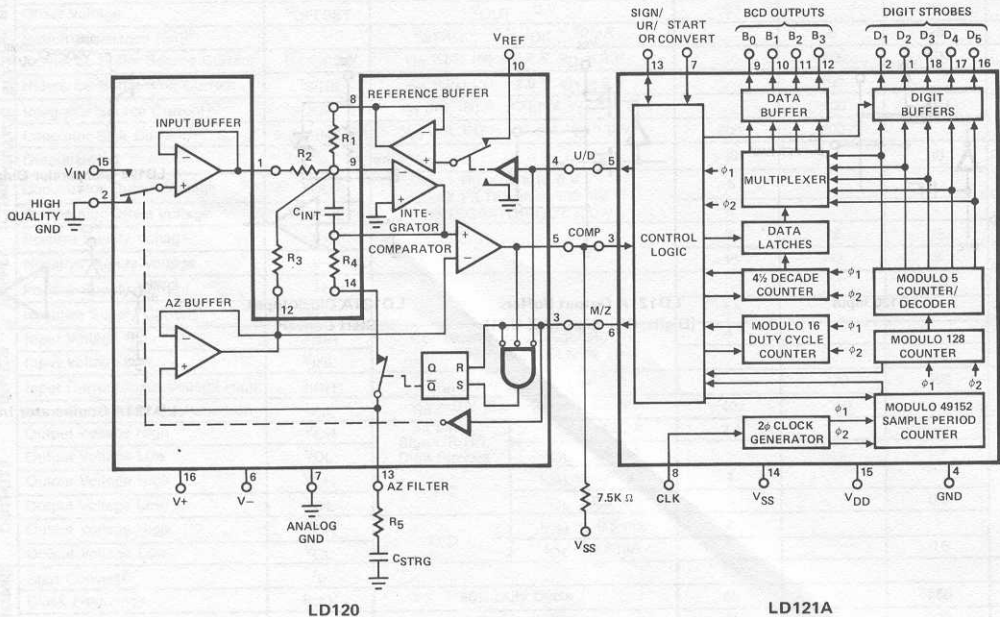 SIGN/
UR/ START
OR CONVERT
BCD OUTPUTS
DIGIT STROBES
B0 B1 B2 B3
D1 D2 D3 D4 D5
13 7 9 10 11 12 2 1 18 17 16
VREF
10
8 REFERENCE BUFFER
DATA BUFFER
DIGIT BUFFERS
INPUT BUFFER
R1
15
VIN
2
HIGH QUALITY GND
1 R2 9
4 U/D 5
ϕ1
ϕ2
MULTIPLEXER
CINT
INTE-
GRATOR
COMPARATOR
5 COMP 3
CONTROL LOGIC
DATA LATCHES
R3
R4
14
12
4½ DECADE COUNTER
ϕ1
ϕ2
MODULO 5 COUNTER/ DECODER
AZ BUFFER
3 M/Z 6
MODULO 16 DUTY CYCLE COUNTER
ϕ1
ϕ2
MODULO 128 COUNTER
ϕ1 ϕ2
Q R
Q̅ S
2ϕ CLOCK GENERATOR
ϕ1
ϕ2
MODULO 49152 SAMPLE PERIOD COUNTER
16 6 7 13
V+ V− ANALOG GND
AZ FILTER
R5
CSTRG
7.5K Ω
VSS
8 14 15 4
CLK VSS VDD GND
LD120
LD121A